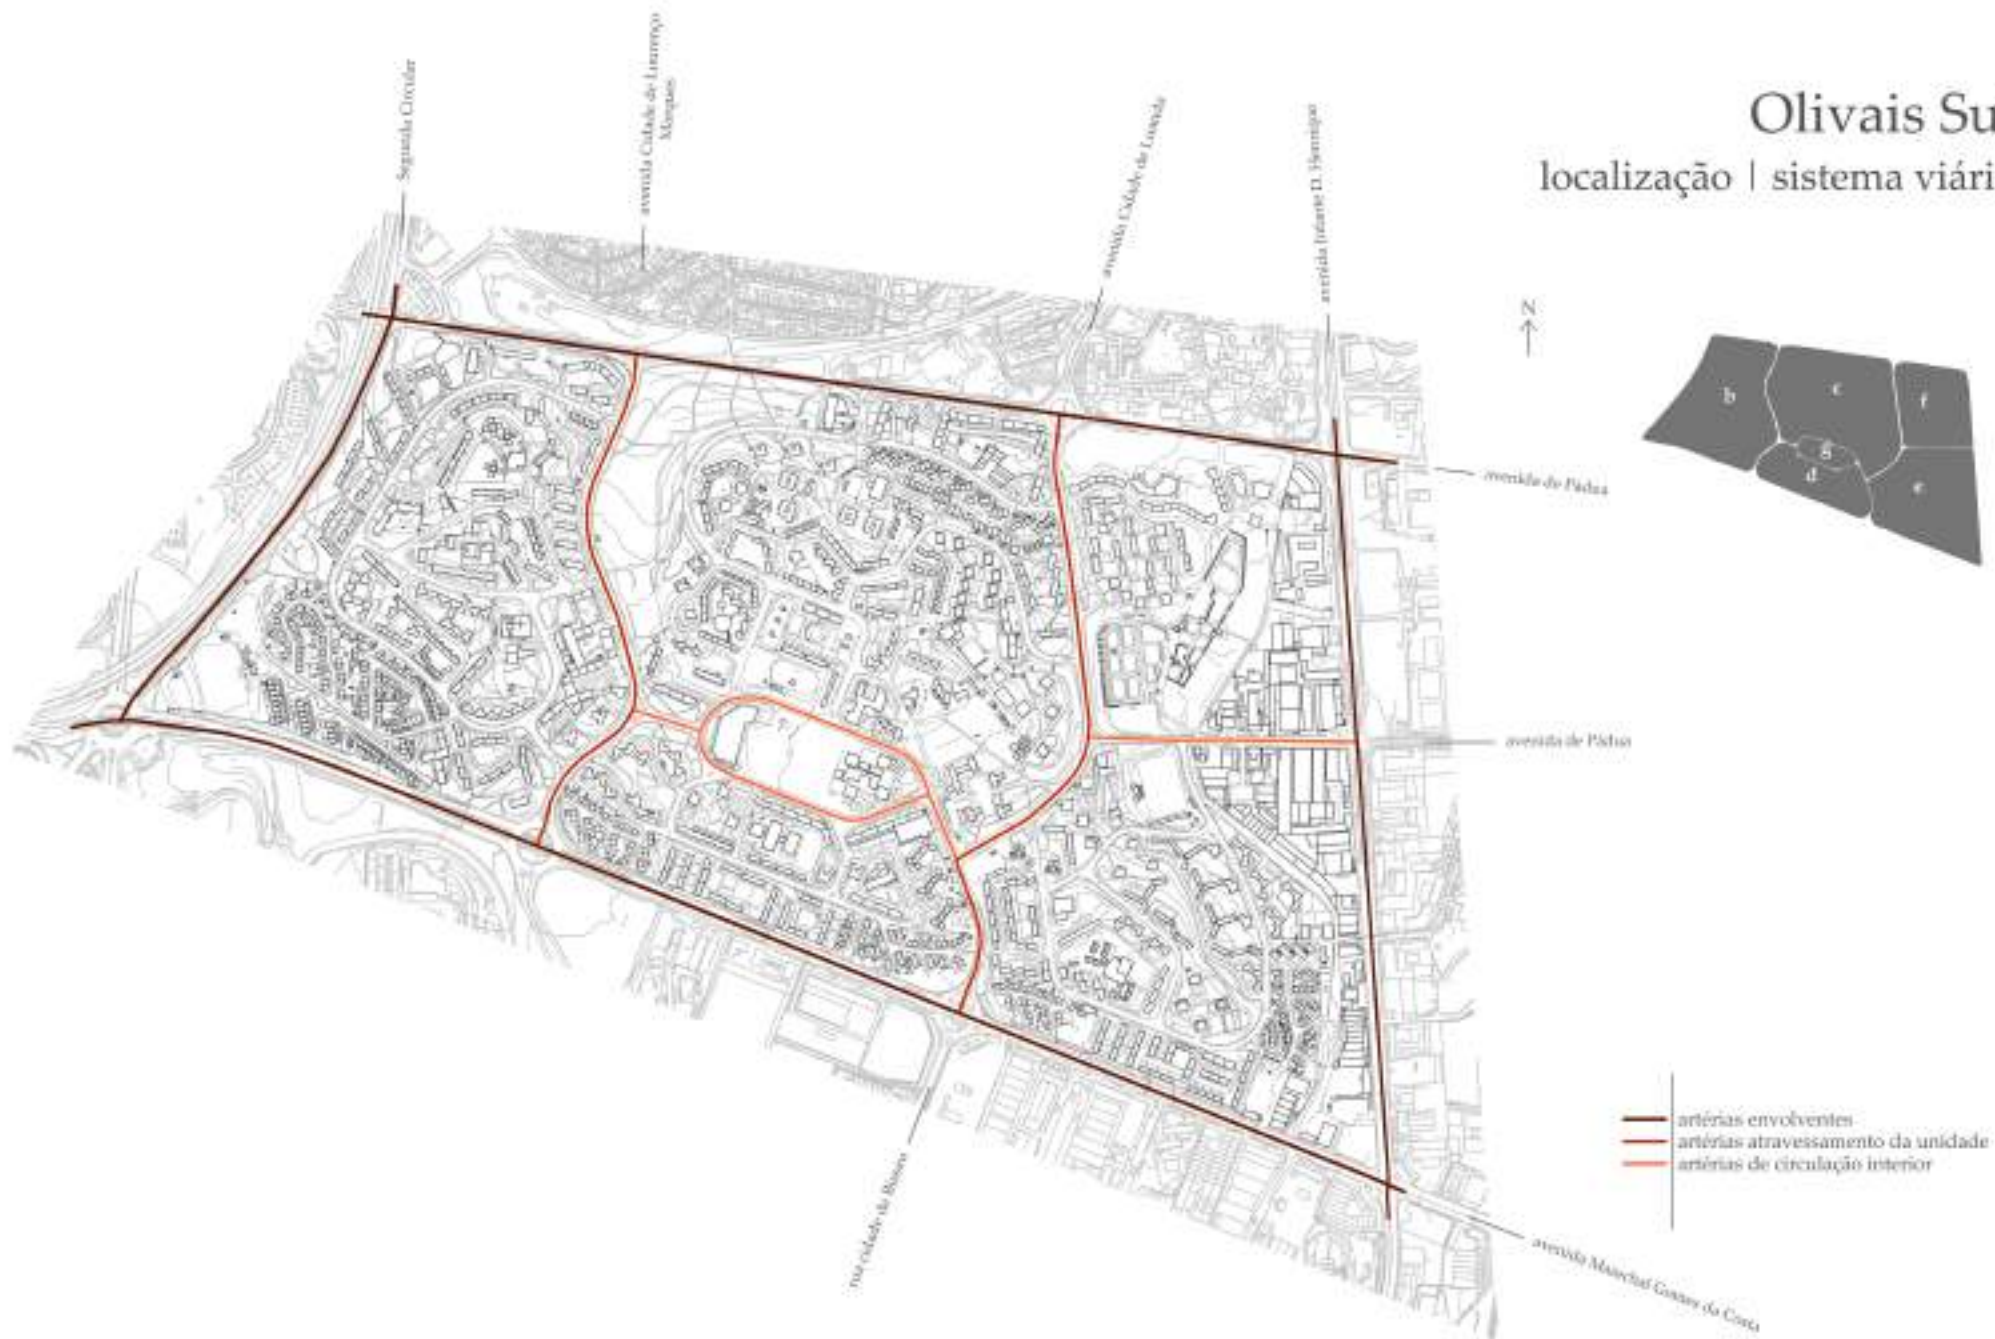 Segunda Circular
avenida Cidade de Lourenço
Marques
avenida Cidade de Luanda
avenida Infante D. Henrique
Olivais Su
localização | sistema viári
N
b
c
f
g
d
e
avenida de Pádua
avenida de Pádua
artérias envolventes
artérias atravessamento da unidade
artérias de circulação interior
rua cidade de Bissau
avenida Marechal Gomes da Costa